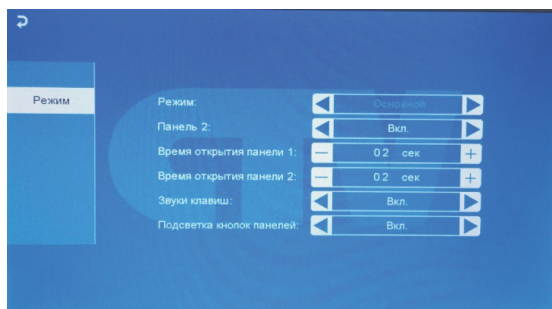 Режим
Режим: Основной
Панель 2: Вкл.
Время открытия панели 1: — 02 сек +
Время открытия панели 2: — 02 сек +
Звуки клавиш: Вкл.
Подсветка кнопок панелей: Вкл.